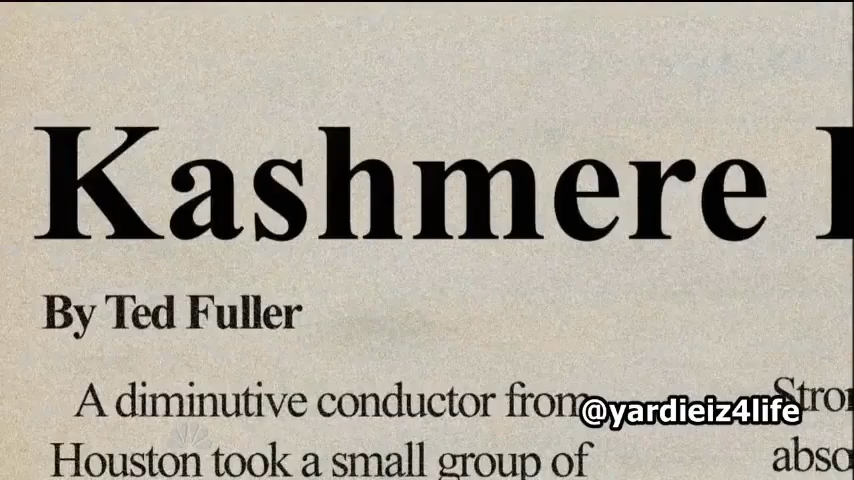 Kashmere
By Ted Fuller
A diminutive conductor from
Houston took a small group of
@yardieiz4life